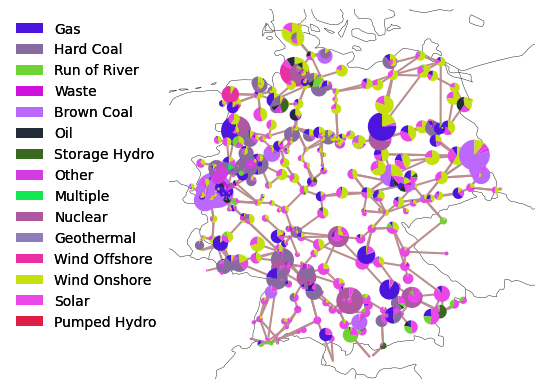 Gas
Hard Coal
Run of River
Waste
Brown Coal
Oil
Storage Hydro
Other
Multiple
Nuclear
Geothermal
Wind Offshore
Wind Onshore
Solar
Pumped Hydro